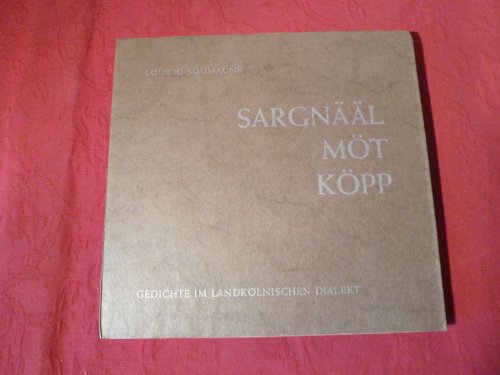 LUDWIG SOUMAGNE
SARGNÄÄL
MÖT
KÖPP
GEDICHTE IM LANDKÖLNISCHEN DIALEKT